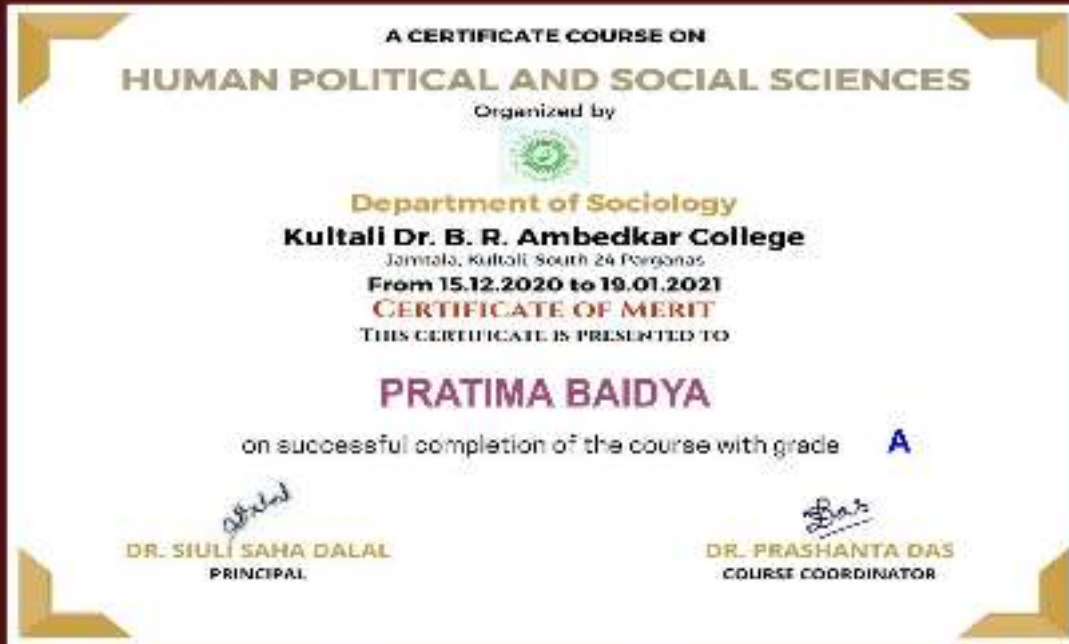 A CERTIFICATE COURSE ON
HUMAN POLITICAL AND SOCIAL SCIENCES
Organized by
Department of Sociology
Kultali Dr. B. R. Ambedkar College
Jamtala, Kultali, South 24 Parganas
From 15.12.2020 to 19.01.2021
CERTIFICATE OF MERIT
THIS CERTIFICATE IS PRESENTED TO
PRATIMA BAIDYA
on successful completion of the course with grade A
DR. SIULI SAHA DALAL
PRINCIPAL
DR. PRASHANTA DAS
COURSE COORDINATOR